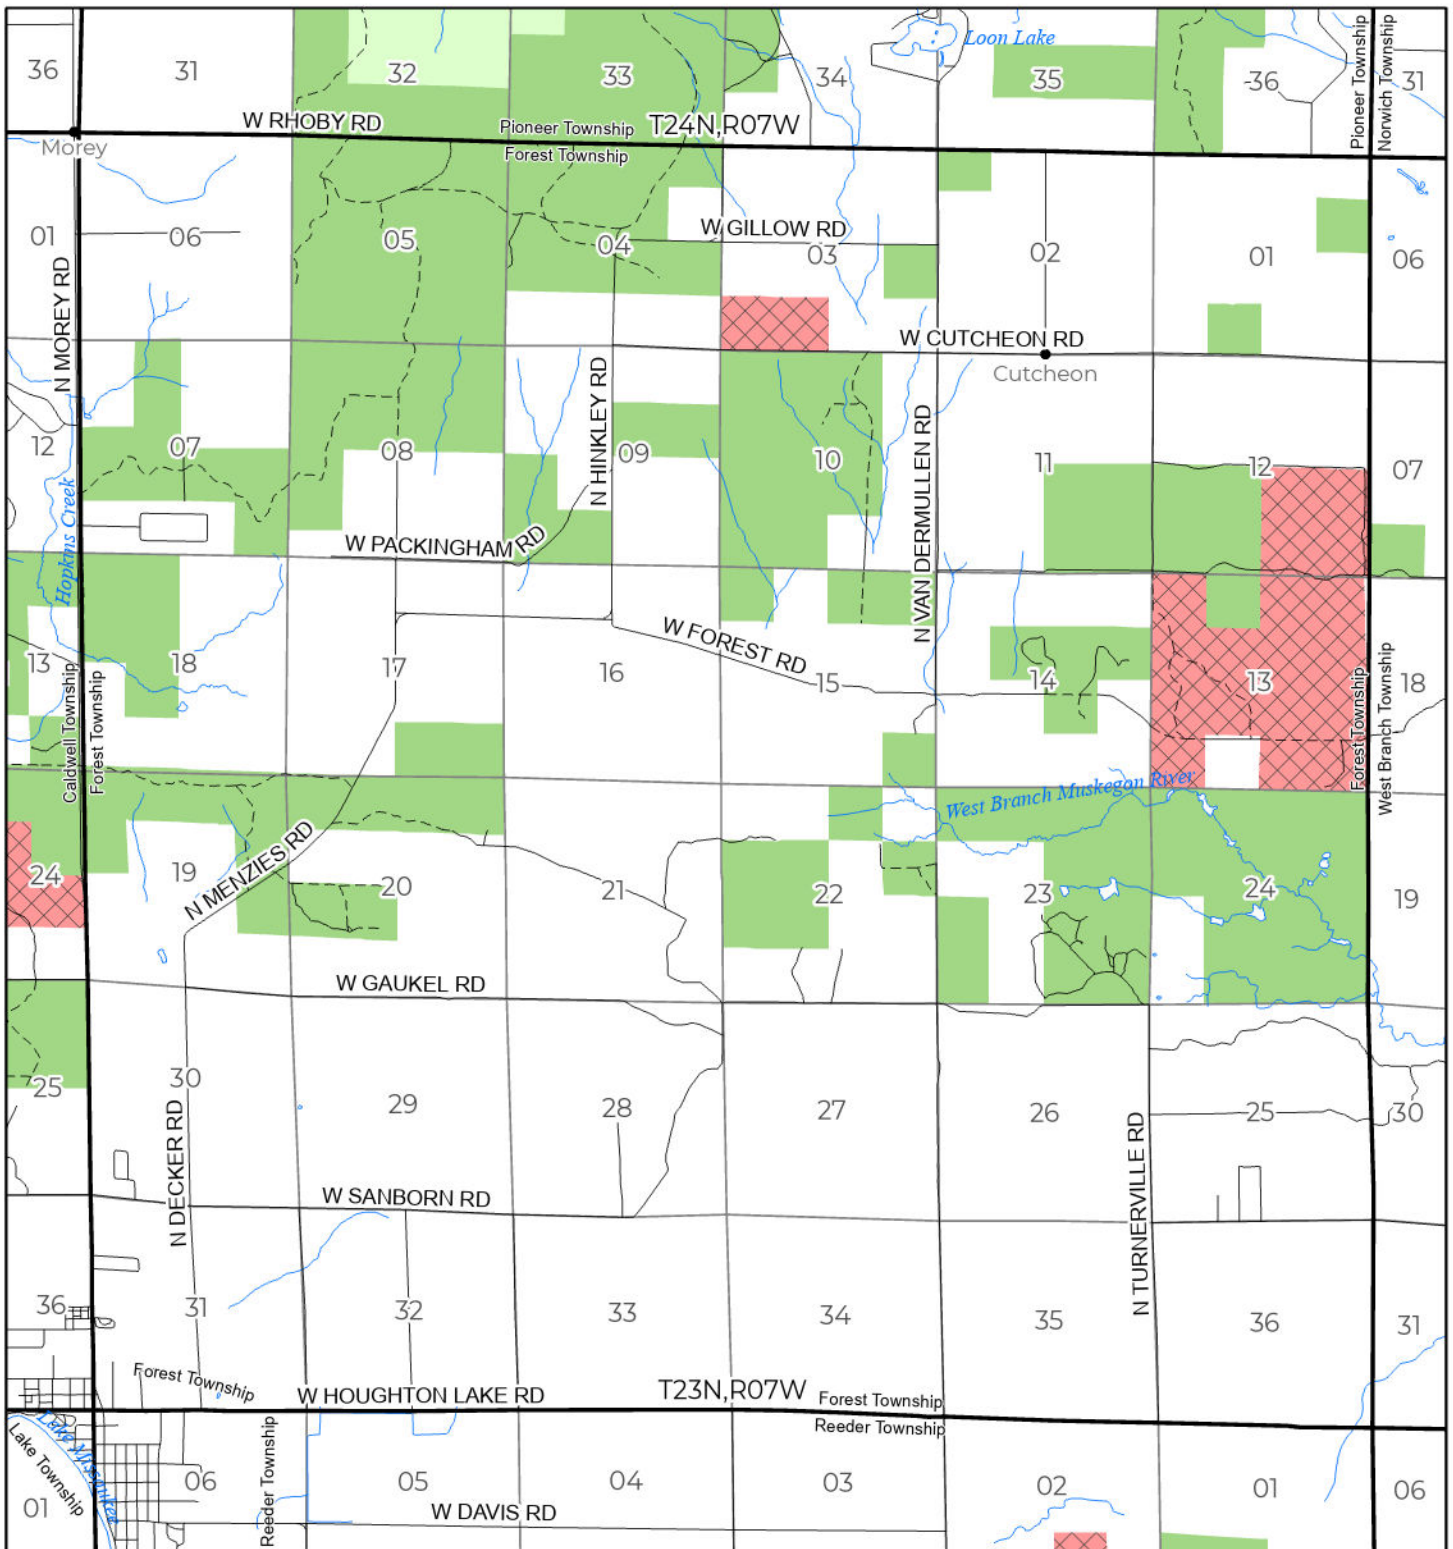 36
31
32
33
34
Loon Lake
35
36
31
Pioneer Township
Norwich Township
W RHOBY RD
Pioneer Township
T24N,R07W
Morey
Forest Township
01
06
05
04
W GILLOW RD
03
02
01
06
N MOREY RD
W CUTCHEON RD
Cutcheon
N HINKLEY RD
12
07
08
09
10
N VAN DERMULLEN RD
11
12
07
Hopkins Creek
W PACKINGHAM RD
13
18
17
16
W FOREST RD
15
14
13
18
Caldwell Township
Forest Township
Forest Township
West Branch Township
West Branch Muskegon River
N MENZIES RD
24
19
20
21
22
23
24
19
W GAUKEL RD
25
30
29
28
27
26
25
30
N DECKER RD
N TURNERVILLE RD
W SANBORN RD
36
31
32
33
34
35
36
31
Forest Township
W HOUGHTON LAKE RD
T23N,R07W
Forest Township
Reeder Township
Lake Missaukee
Lake Township
Reeder Township
01
06
05
04
03
02
01
06
W DAVIS RD